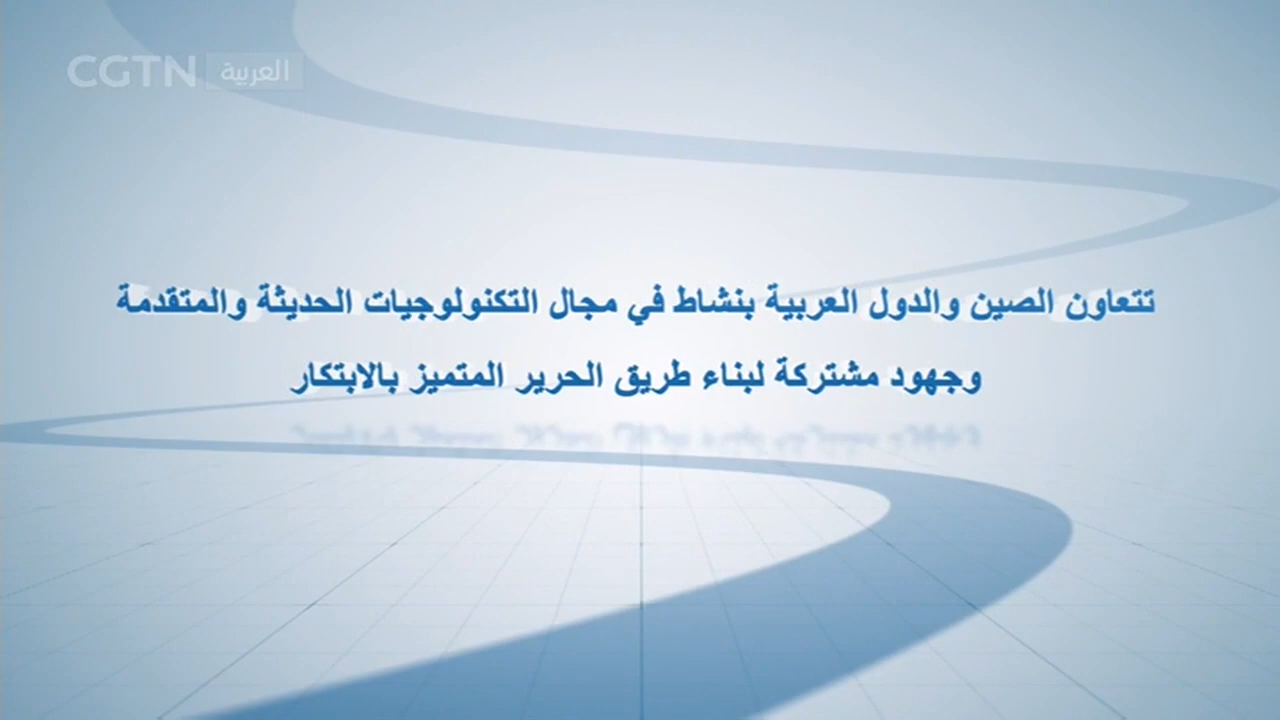 CGTN العربية
تتعاون الصين والدول العربية بنشاط في مجال التكنولوجيات الحديثة والمتقدمة
وجهود مشتركة لبناء طريق الحرير المتميز بالابتكار